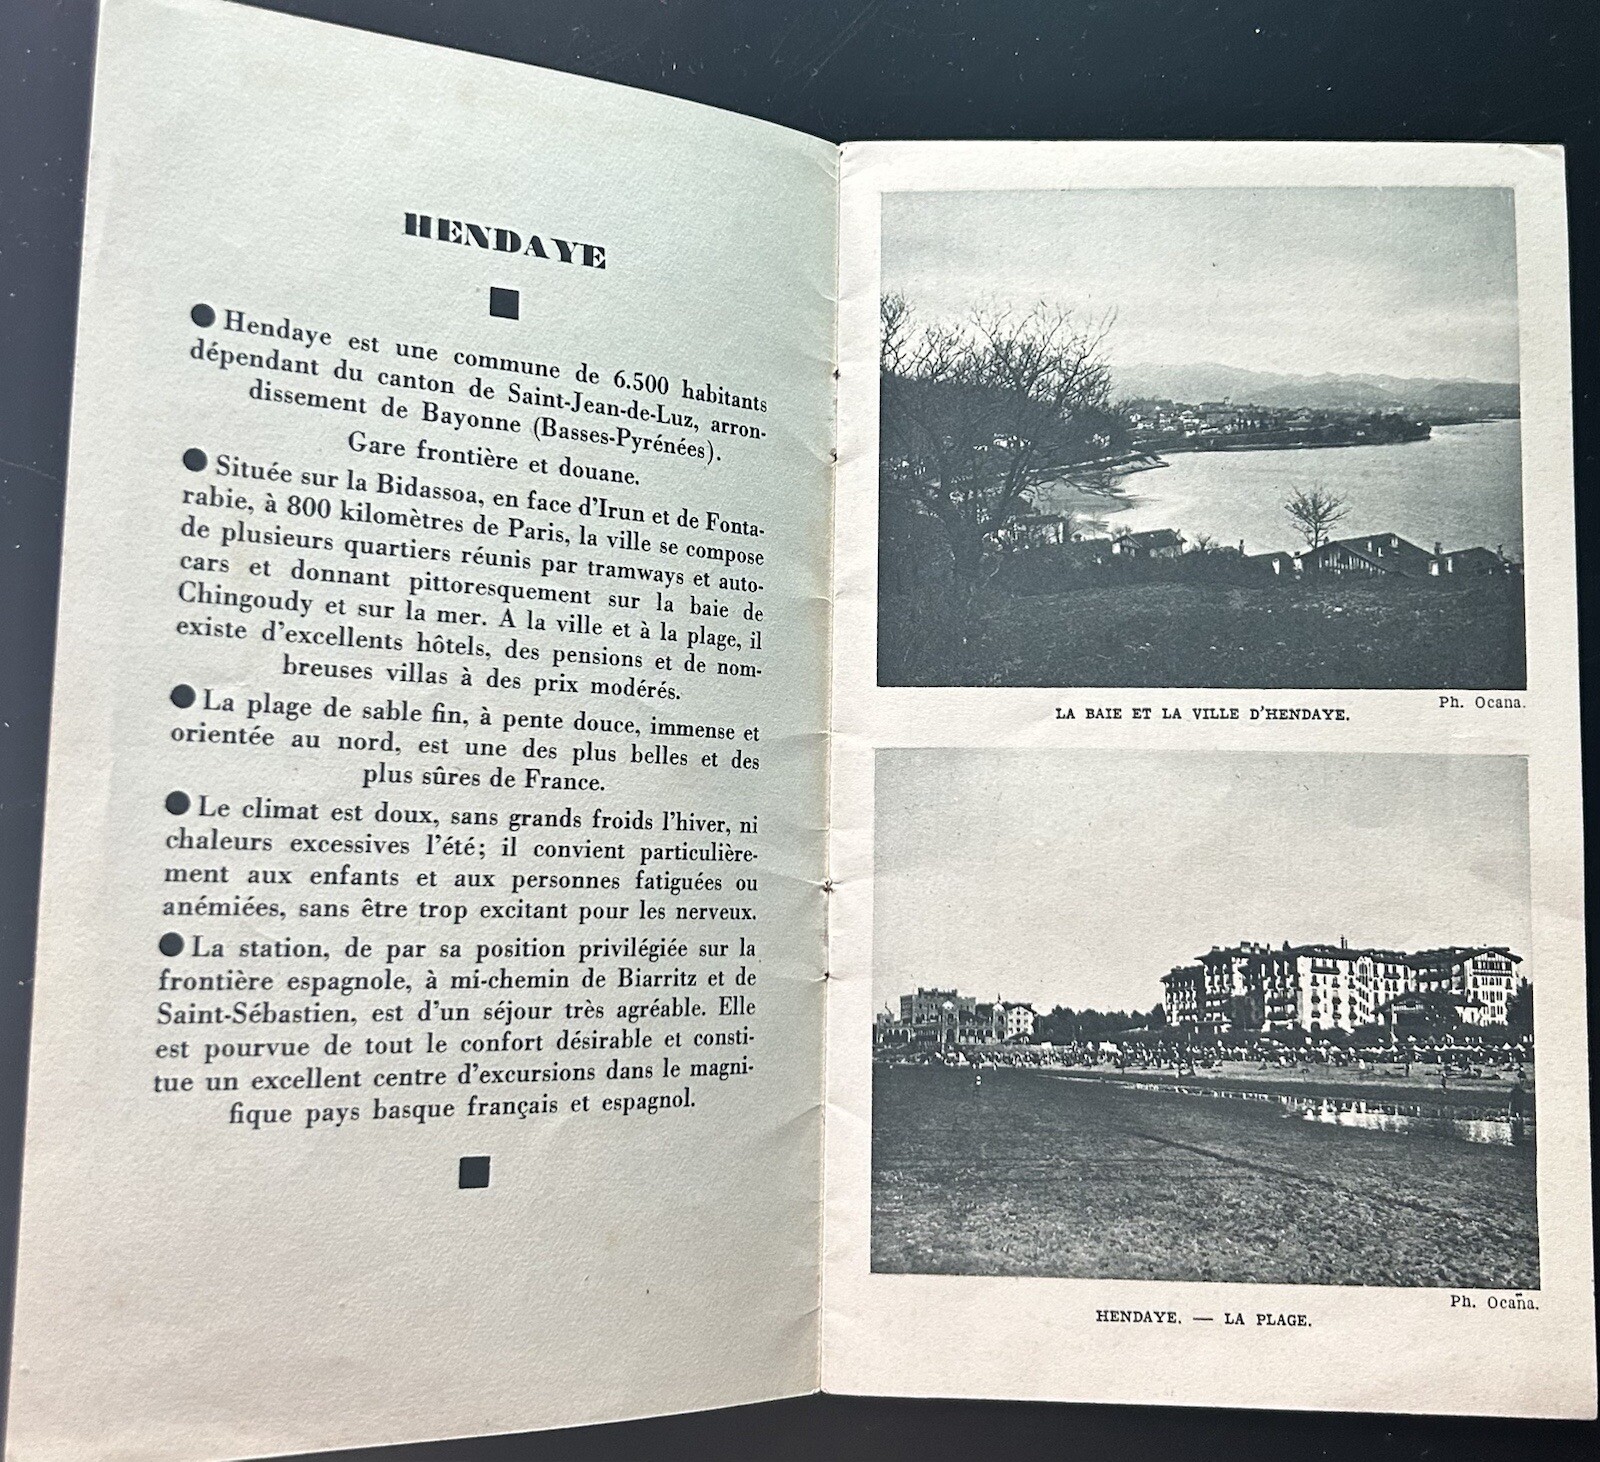 HENDAYE
● Hendaye est une commune de 6.500 habitants
dépendant du canton de Saint-Jean-de-Luz, arron-
dissement de Bayonne (Basses-Pyrénées).
Gare frontière et douane.
● Située sur la Bidassoa, en face d'Irun et de Fonta-
rabie, à 800 kilomètres de Paris, la ville se compose
de plusieurs quartiers réunis par tramways et auto-
cars et donnant pittoresquement sur la baie de
Chingoudy et sur la mer. A la ville et à la plage, il
existe d'excellents hôtels, des pensions et de nom-
breuses villas à des prix modérés.
● La plage de sable fin, à pente douce, immense et
orientée au nord, est une des plus belles et des
plus sûres de France.
● Le climat est doux, sans grands froids l'hiver, ni
chaleurs excessives l'été; il convient particulière-
ment aux enfants et aux personnes fatiguées ou
anémiées, sans être trop excitant pour les nerveux.
● La station, de par sa position privilégiée sur la
frontière espagnole, à mi-chemin de Biarritz et de
Saint-Sébastien, est d'un séjour très agréable. Elle
est pourvue de tout le confort désirable et consti-
tue un excellent centre d'excursions dans le magni-
fique pays basque français et espagnol.
Ph. Ocana.
LA BAIE ET LA VILLE D'HENDAYE.
Ph. Ocaña.
HENDAYE. — LA PLAGE.